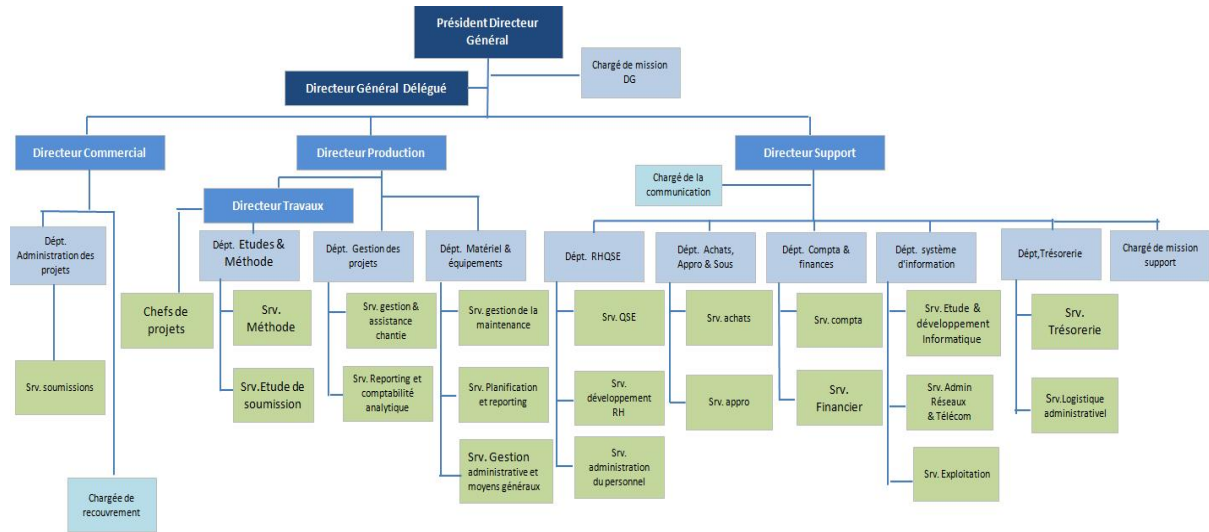 Président Directeur
Général
Chargé de mission
DG
Directeur Général Délégué
Directeur Commercial
Directeur Production
Directeur Support
Chargé de la
communication
Directeur Travaux
Dépt.
Administration des
projets
Dépt. Etudes &
Méthode
Dépt. Gestion des
projets
Dépt. Matériel &
équipements
Dépt. RHQSE
Dépt. Achats,
Appro & Sous
Dépt. Compta &
finances
Dépt. système
d'information
Dépt,Trésorerie
Chargé de mission
support
Chefs de
projets
Srv.
Méthode
Srv. gestion &
assistance
chantie
Srv. gestion de la
maintenance
Srv. QSE
Srv. achats
Srv. compta
Srv. Etude &
développement
Informatique
Srv.
Trésorerie
Srv. soumissions
Srv.Etude de
soumission
Srv. Reporting et
comptabilité
analytique
Srv. Planification
et reporting
Srv.
développement
RH
Srv. appro
Srv.
Financier
Srv. Admin
Réseaux
& Télécom
Srv.Logistique
administrativel
Srv. Gestion
administrative et
moyens généraux
Srv.
administration
du personnel
Srv. Exploitation
Chargée de
recouvrement